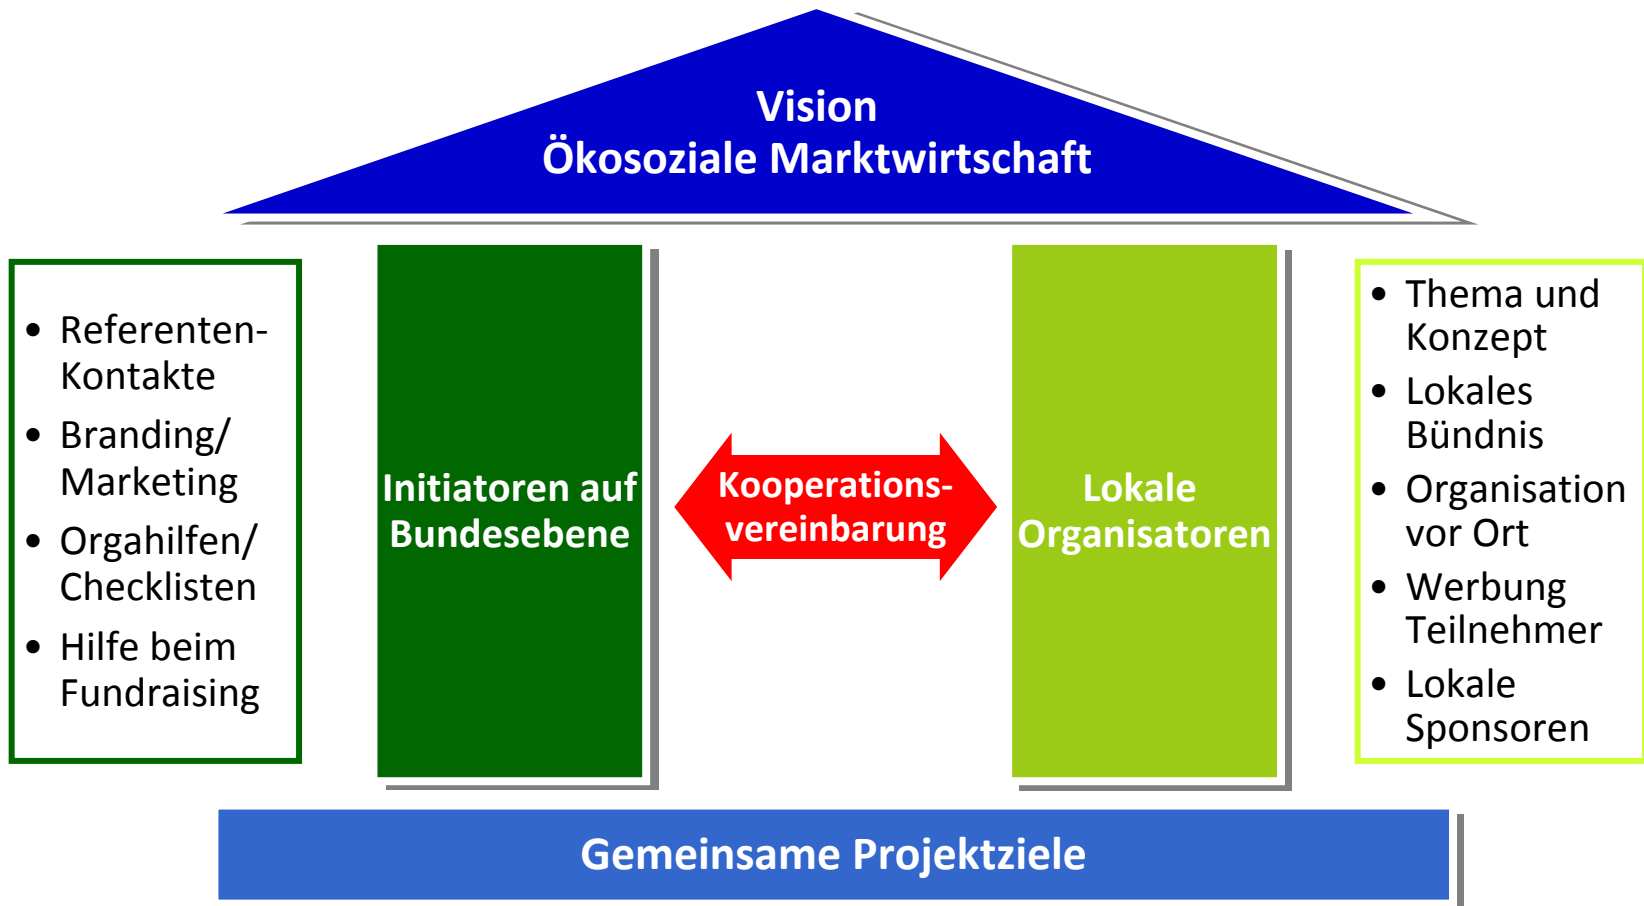 Vision
Ökosoziale Marktwirtschaft
• Referenten-
Kontakte
• Branding/
Marketing
• Orgahilfen/
Checklisten
• Hilfe beim
Fundraising
Initiatoren auf
Bundesebene
Kooperations-
vereinbarung
Lokale
Organisatoren
• Thema und
Konzept
• Lokales
Bündnis
• Organisation
vor Ort
• Werbung
Teilnehmer
• Lokale
Sponsoren
Gemeinsame Projektziele